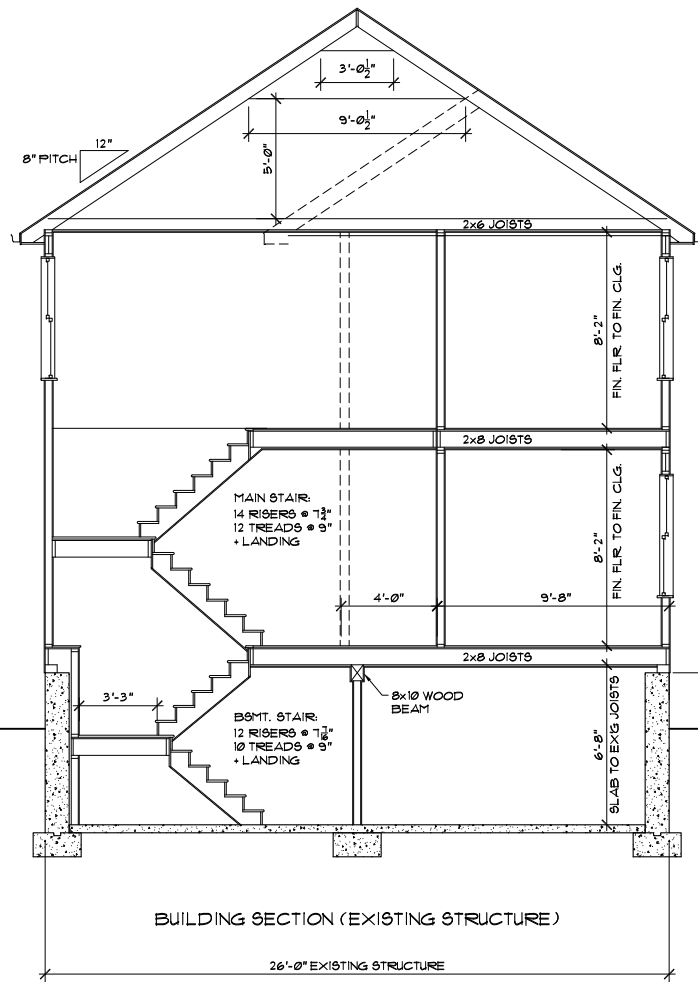 3'-0½"
12"
8" PITCH
9'-0½"
5'-0"
2x6 JOISTS
8'-2"
FIN. FLR. TO FIN. CLG.
2x8 JOISTS
MAIN STAIR:
14 RISERS @ 7¾"
12 TREADS @ 9"
+ LANDING
8'-2"
FIN. FLR. TO FIN. CLG.
4'-0"
9'-8"
2x8 JOISTS
3'-3"
8x10 WOOD
BEAM
BSMT. STAIR:
12 RISERS @
10 TREADS @ 9"
+ LANDING
6'-8"
SLAB TO EX'G JOISTS
BUILDING SECTION (EXISTING STRUCTURE)
26'-0" EXISTING STRUCTURE